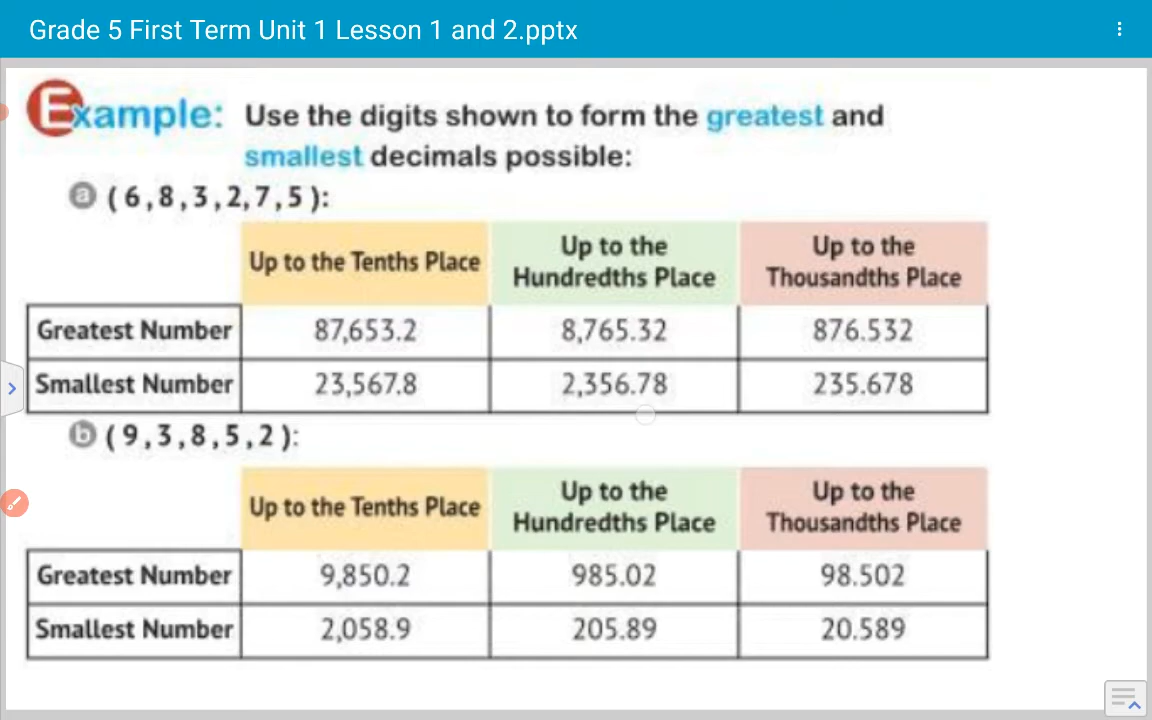 Grade 5 First Term Unit 1 Lesson 1 and 2.pptx
Example: Use the digits shown to form the greatest and
smallest decimals possible:
a ( 6 , 8 , 3 , 2, 7 , 5 ):
Up to the Tenths Place Up to the Hundredths Place Up to the Thousandths Place
Greatest Number 87,653.2 8,765.32 876.532
Smallest Number 23,567.8 2,356.78 235.678
b ( 9 , 3 , 8 , 5 , 2 ):
Up to the Tenths Place Up to the Hundredths Place Up to the Thousandths Place
Greatest Number 9,850.2 985.02 98.502
Smallest Number 2,058.9 205.89 20.589